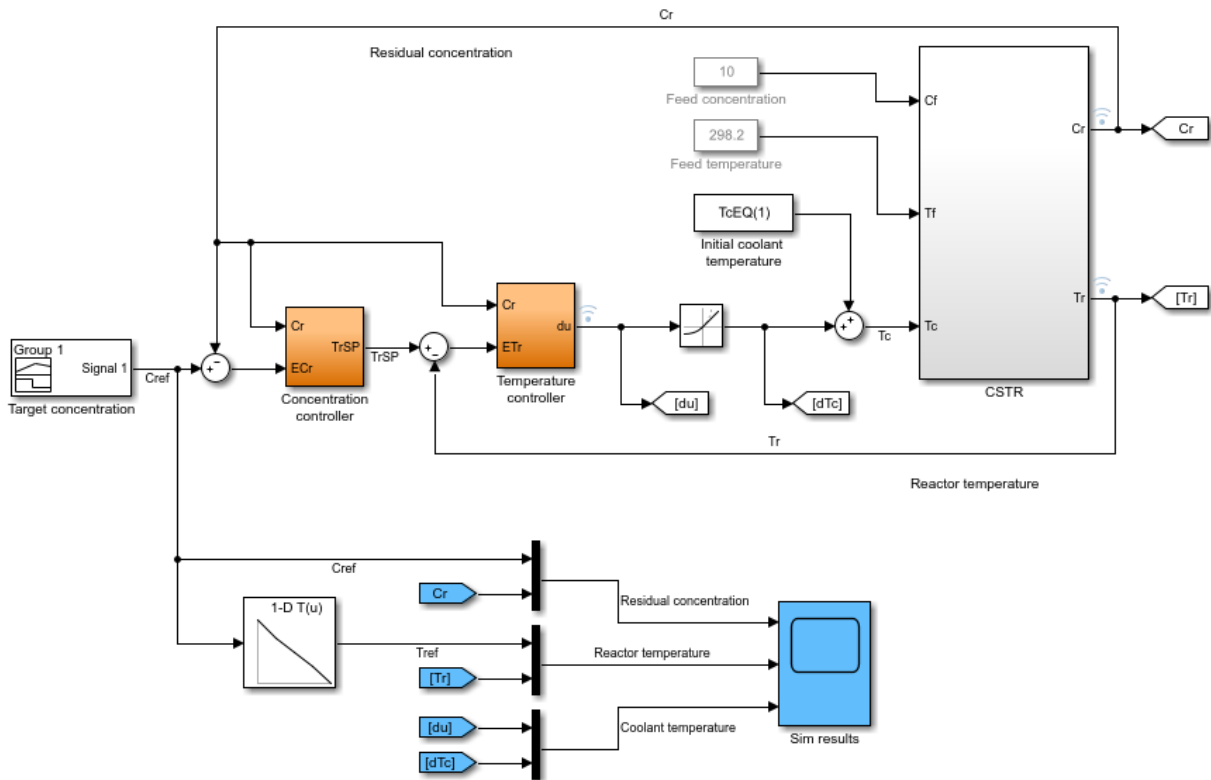 Cr
Residual concentration
10
Feed concentration
298.2
Feed temperature
TcEQ(1)
Initial coolant
temperature
Cf
Tf
Tc
Cr
Tr
CSTR
Cr
[Tr]
Group 1
Signal 1
Target concentration
Cref
+
-
Cr
ECr
TrSP
Concentration
controller
TrSP
+
-
Cr
ETr
du
Temperature
controller
[du]
[dTc]
+
+
Tc
Tr
Reactor temperature
Cref
Cr
Residual concentration
1-D T(u)
Tref
[Tr]
Reactor temperature
[du]
[dTc]
Coolant temperature
Sim results